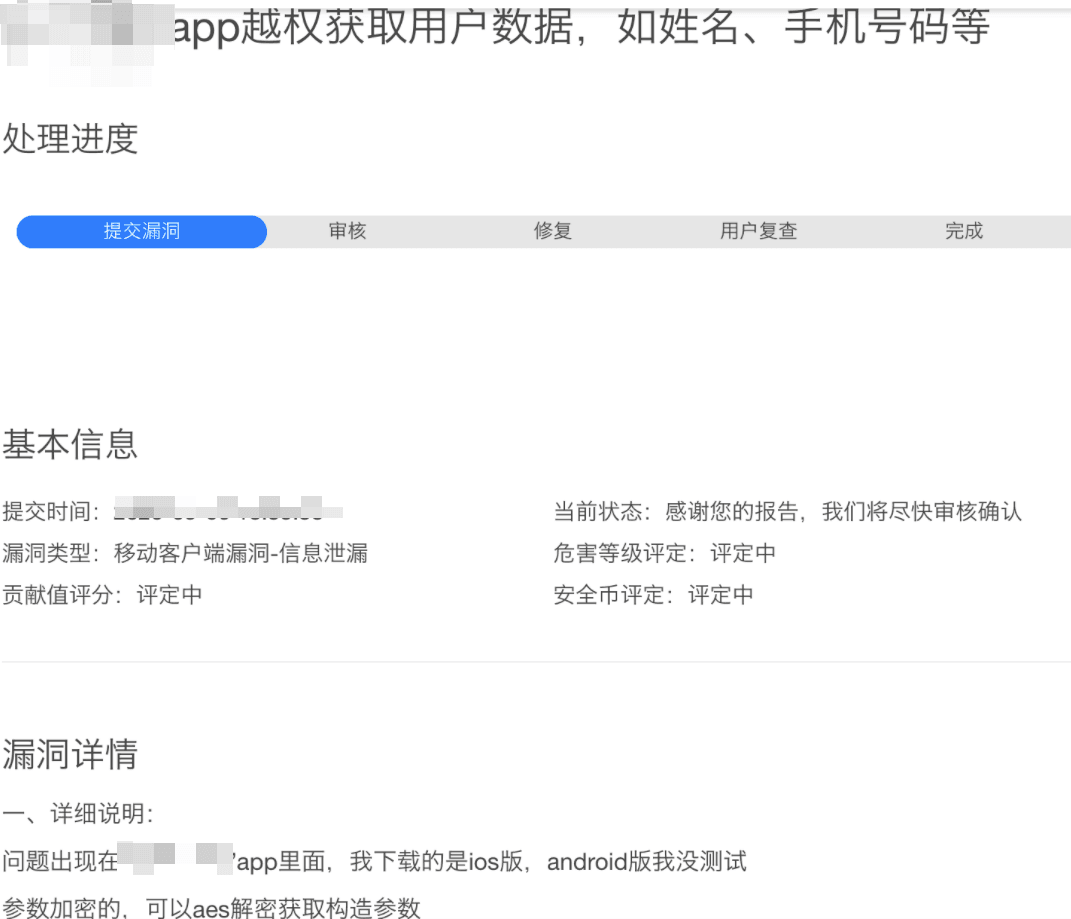 app越权获取用户数据，如姓名、手机号码等
处理进度
提交漏洞 审核 修复 用户复查 完成
基本信息
提交时间： 当前状态：感谢您的报告，我们将尽快审核确认
漏洞类型：移动客户端漏洞-信息泄漏 危害等级评定：评定中
贡献值评分：评定中 安全币评定：评定中
漏洞详情
一、详细说明：
问题出现在 'app里面，我下载的是ios版，android版我没测试
参数加密的，可以aes解密获取构造参数